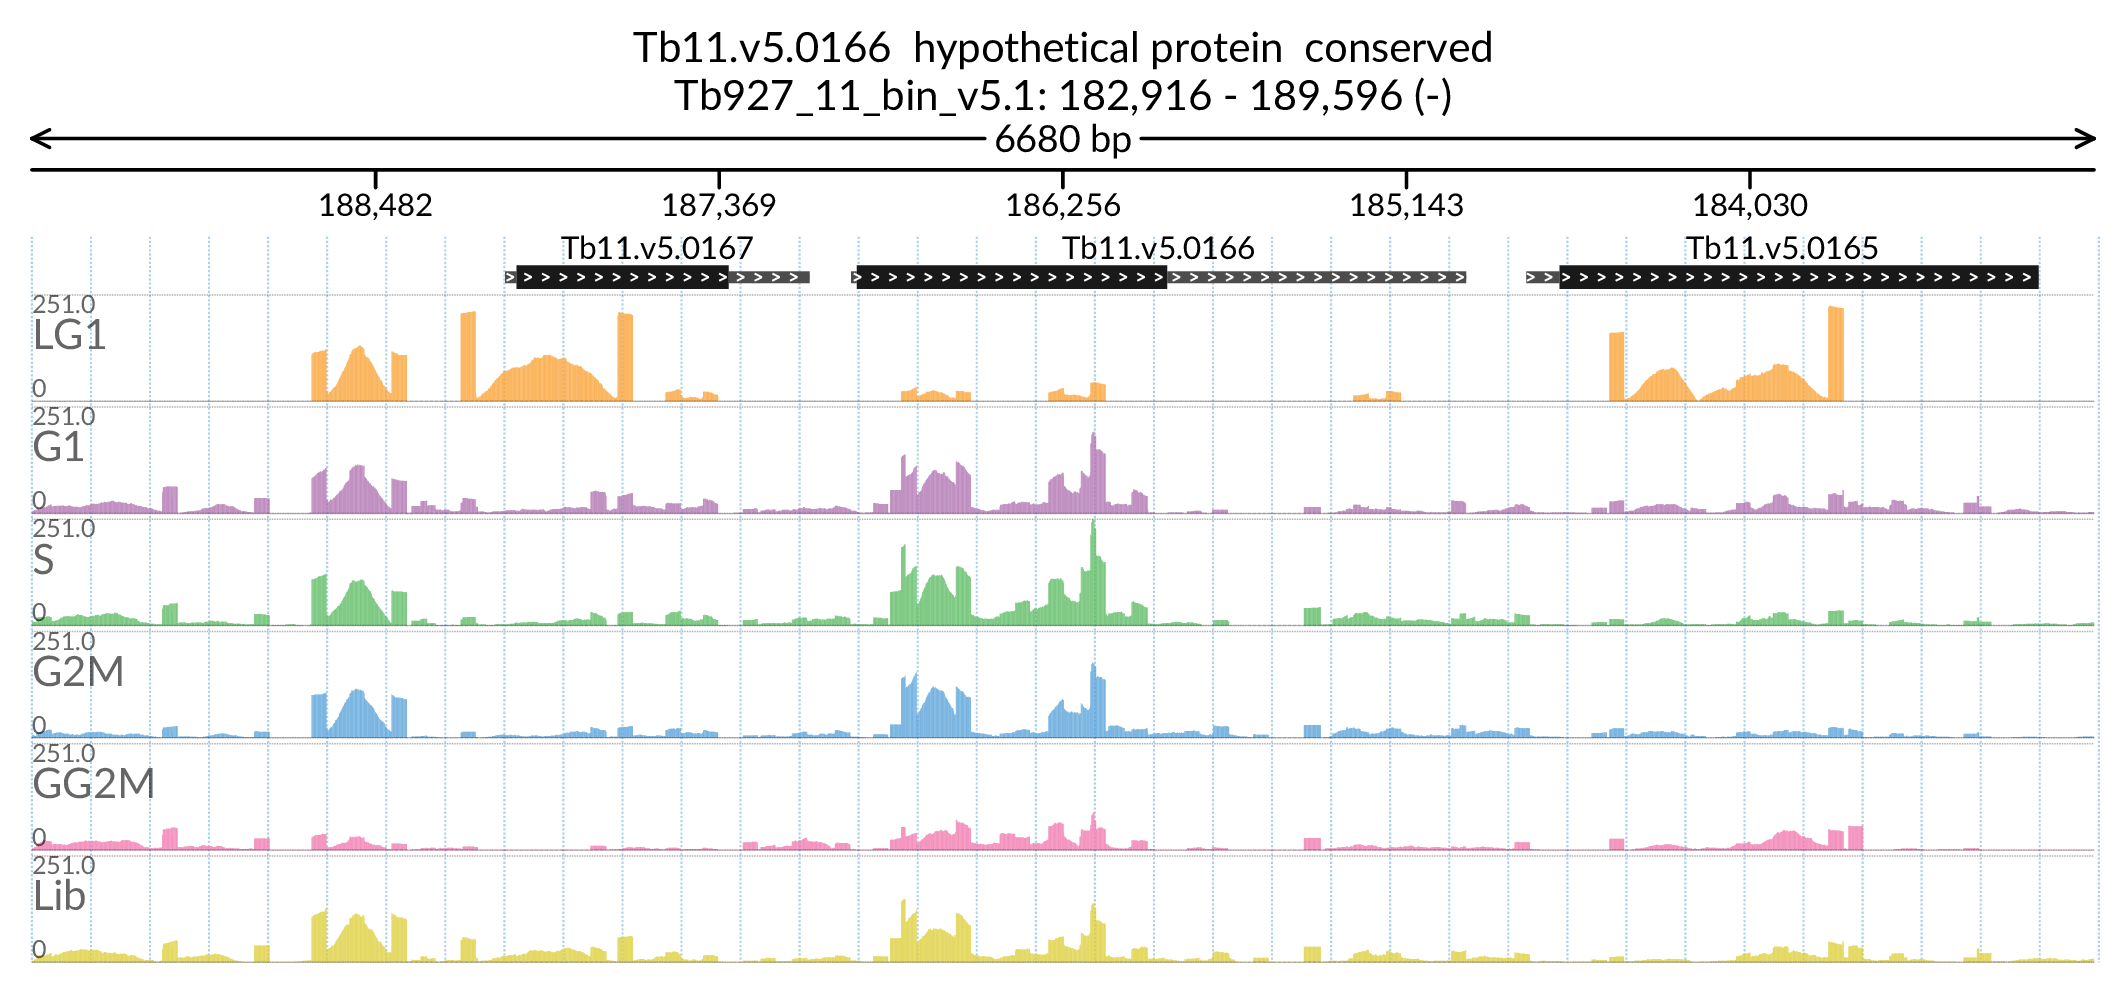 Tb11.v5.0166 hypothetical protein conserved
Tb927_11_bin_v5.1: 182,916 - 189,596 (-)
6680 bp
188,482 187,369 186,256 185,143 184,030
Tb11.v5.0167 Tb11.v5.0166 Tb11.v5.0165
251.0
LG1
0
251.0
G1
0
251.0
S
0
251.0
G2M
0
251.0
GG2M
0
251.0
Lib
0